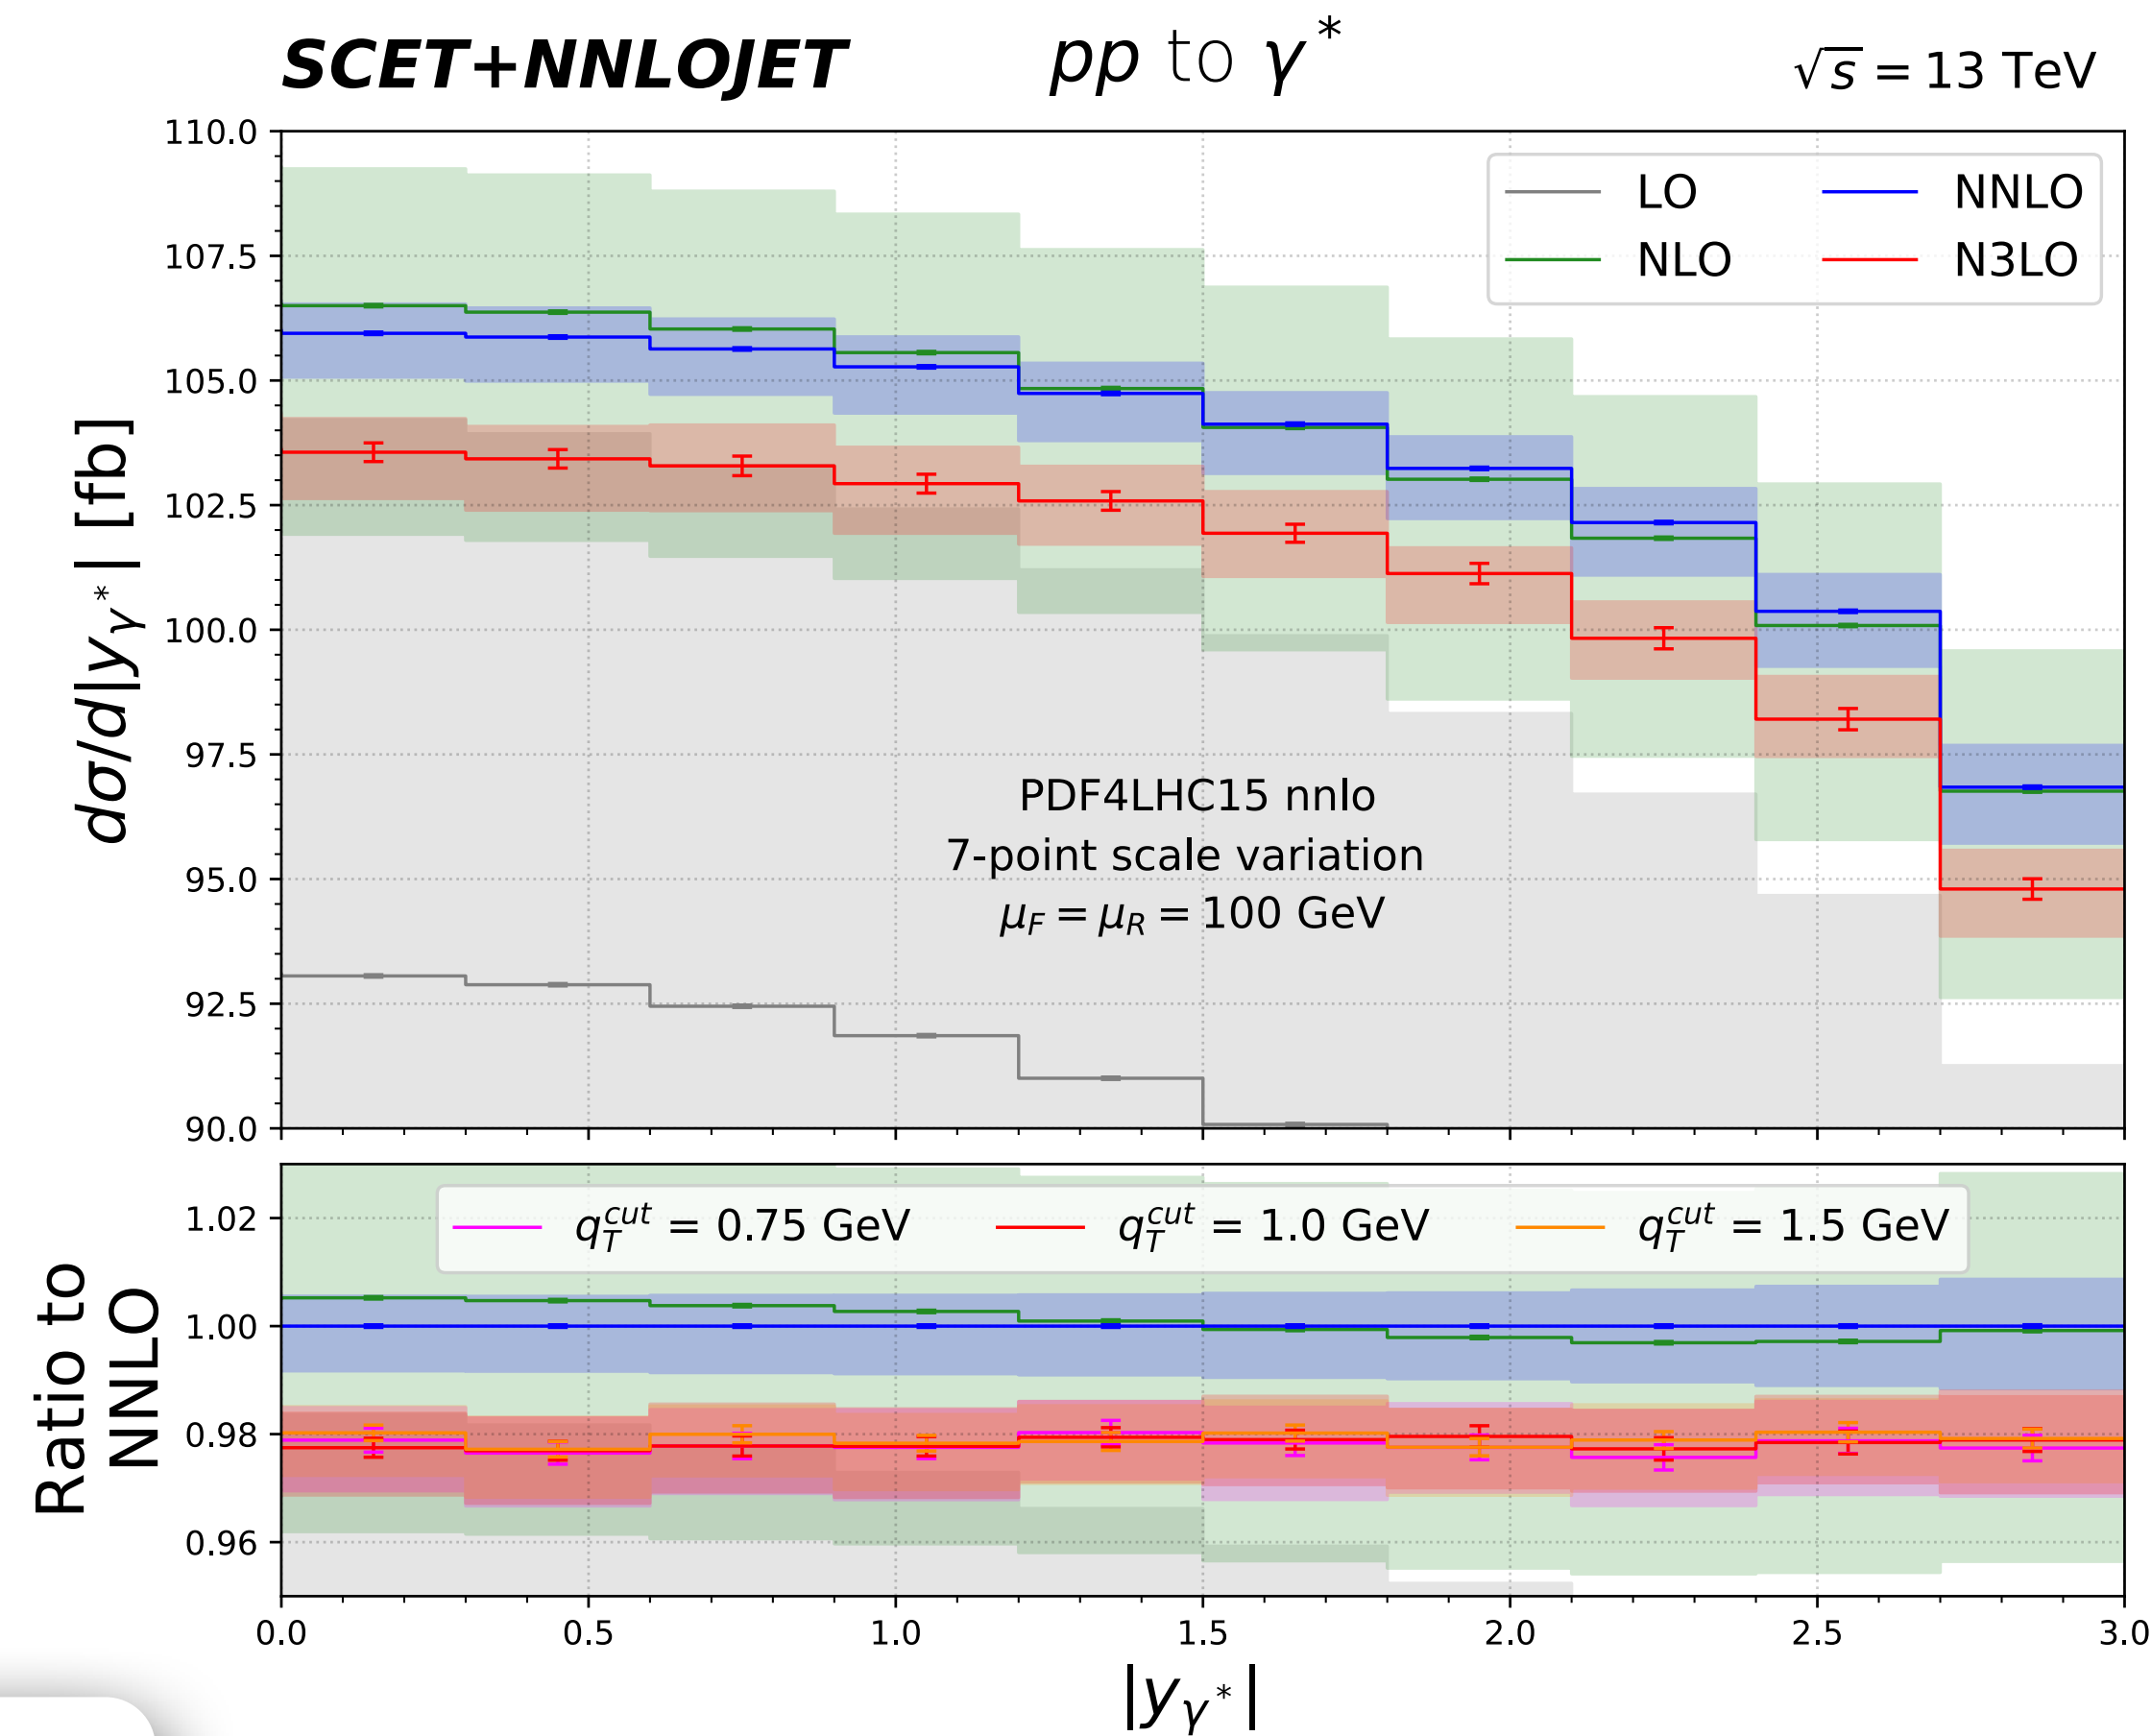 SCET+NNLOJET pp to γ* √s = 13 TeV
110.0
107.5
105.0
102.5
100.0
97.5
95.0
92.5
90.0
dσ/d|y_γ*| [fb]
LO NNLO
NLO N3LO
PDF4LHC15 nnlo
7-point scale variation
μ_F = μ_R = 100 GeV
1.02
1.00
0.98
0.96
Ratio to
NNLO
q_T^cut = 0.75 GeV q_T^cut = 1.0 GeV q_T^cut = 1.5 GeV
0.0 0.5 1.0 1.5 2.0 2.5 3.0
|y_γ*|